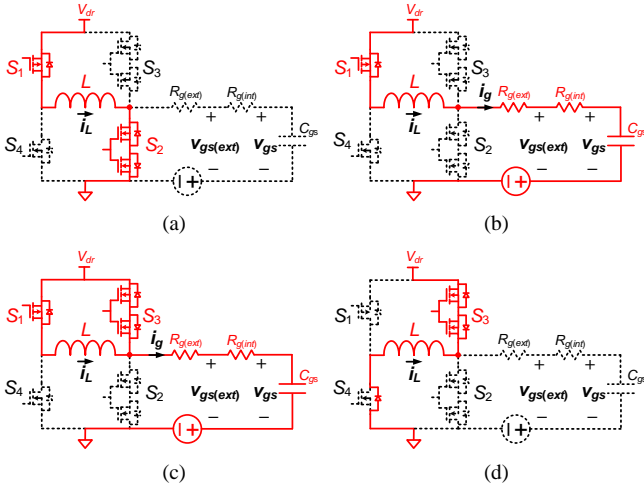 V_dr
S_1
S_3
L
i_L
R_g(ext)
R_g(int)
C_gs
+
+
v_gs(ext)
v_gs
S_4
S_2
−
−
+
(a)
V_dr
S_1
S_3
L
i_L
i_g
R_g(ext)
R_g(int)
C_gs
+
+
v_gs(ext)
v_gs
S_4
S_2
−
−
+
(b)
V_dr
S_1
S_3
L
i_L
i_g
R_g(ext)
R_g(int)
C_gs
+
+
v_gs(ext)
v_gs
S_4
S_2
−
−
+
(c)
V_dr
S_1
S_3
L
i_L
R_g(ext)
R_g(int)
C_gs
+
+
v_gs(ext)
v_gs
S_4
S_2
−
−
+
(d)